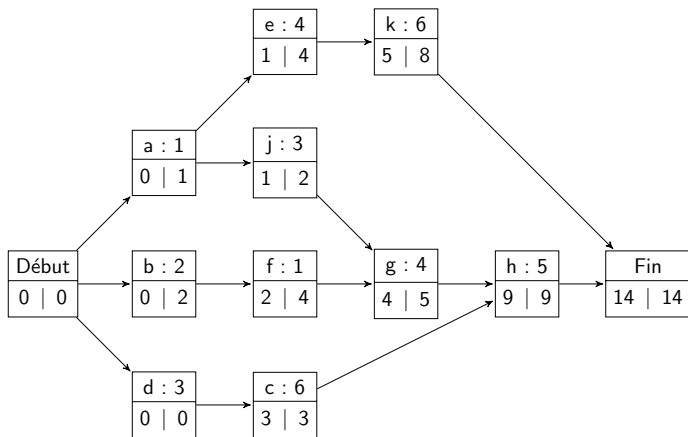 e : 4
1 | 4
k : 6
5 | 8
a : 1
0 | 1
j : 3
1 | 2
Début
0 | 0
b : 2
0 | 2
f : 1
2 | 4
g : 4
4 | 5
h : 5
9 | 9
Fin
14 | 14
d : 3
0 | 0
c : 6
3 | 3